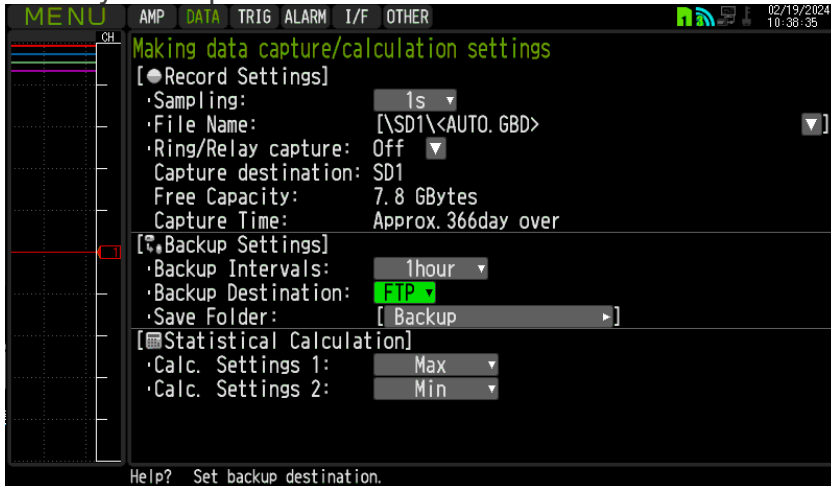 MENU AMP DATA TRIG ALARM I/F OTHER 1 02/19/2024
10:38:35
CH
Making data capture/calculation settings
[Record Settings]
・Sampling: 1s
・File Name: [\SD1\<AUTO.GBD> ]
・Ring/Relay capture: Off
Capture destination: SD1
Free Capacity: 7.8 GBytes
Capture Time: Approx.366day over
[Backup Settings]
・Backup Intervals: 1hour
・Backup Destination: FTP
・Save Folder: [ Backup ]
[Statistical Calculation]
・Calc. Settings 1: Max
・Calc. Settings 2: Min
Help? Set backup destination.